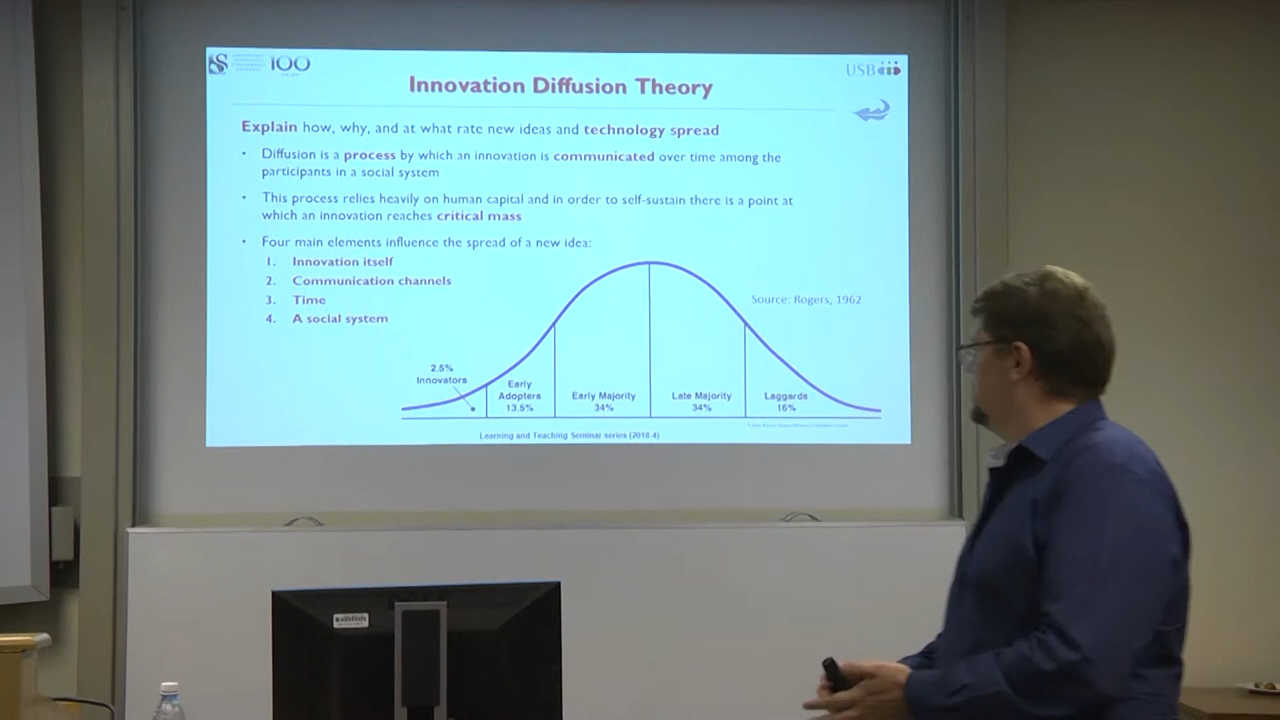 100
USB
Innovation Diffusion Theory
Explain how, why, and at what rate new ideas and technology spread
• Diffusion is a process by which an innovation is communicated over time among the
participants in a social system
• This process relies heavily on human capital and in order to self-sustain there is a point at
which an innovation reaches critical mass
• Four main elements influence the spread of a new idea:
1. Innovation itself
2. Communication channels
3. Time
4. A social system
Source: Rogers, 1962
2.5%
Innovators
Early
Adopters
13.5%
Early Majority
34%
Late Majority
34%
Laggards
16%
Learning and Teaching Seminar series (2018-4)